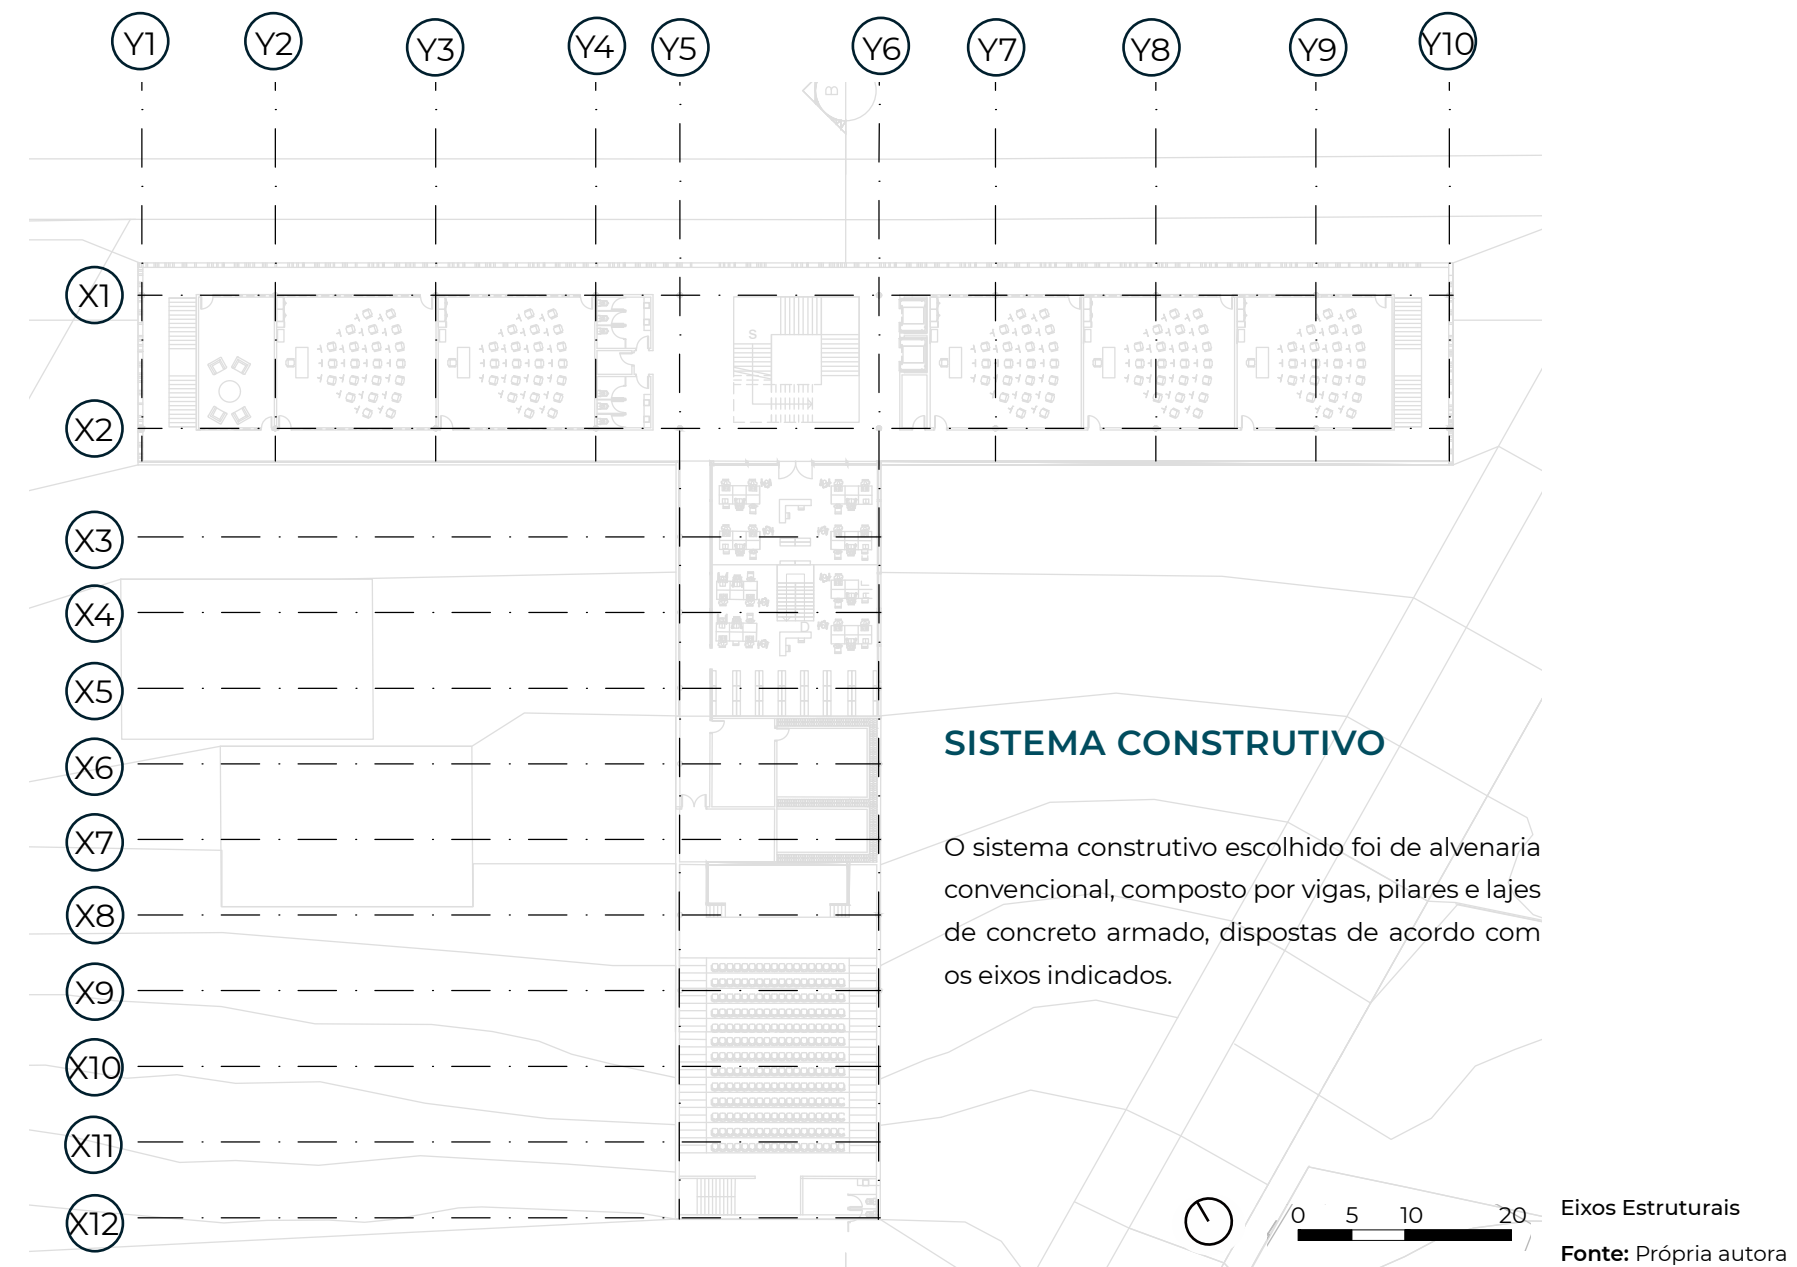 Y1 Y2 Y3 Y4 Y5 Y6 Y7 Y8 Y9 Y10
B
X1
S
X2
X3
X4
X5
X6
X7
X8
X9
X10
X11
X12
SISTEMA CONSTRUTIVO
O sistema construtivo escolhido foi de alvenaria
convencional, composto por vigas, pilares e lajes
de concreto armado, dispostas de acordo com
os eixos indicados.
0 5 10 20
Eixos Estruturais
Fonte: Própria autora